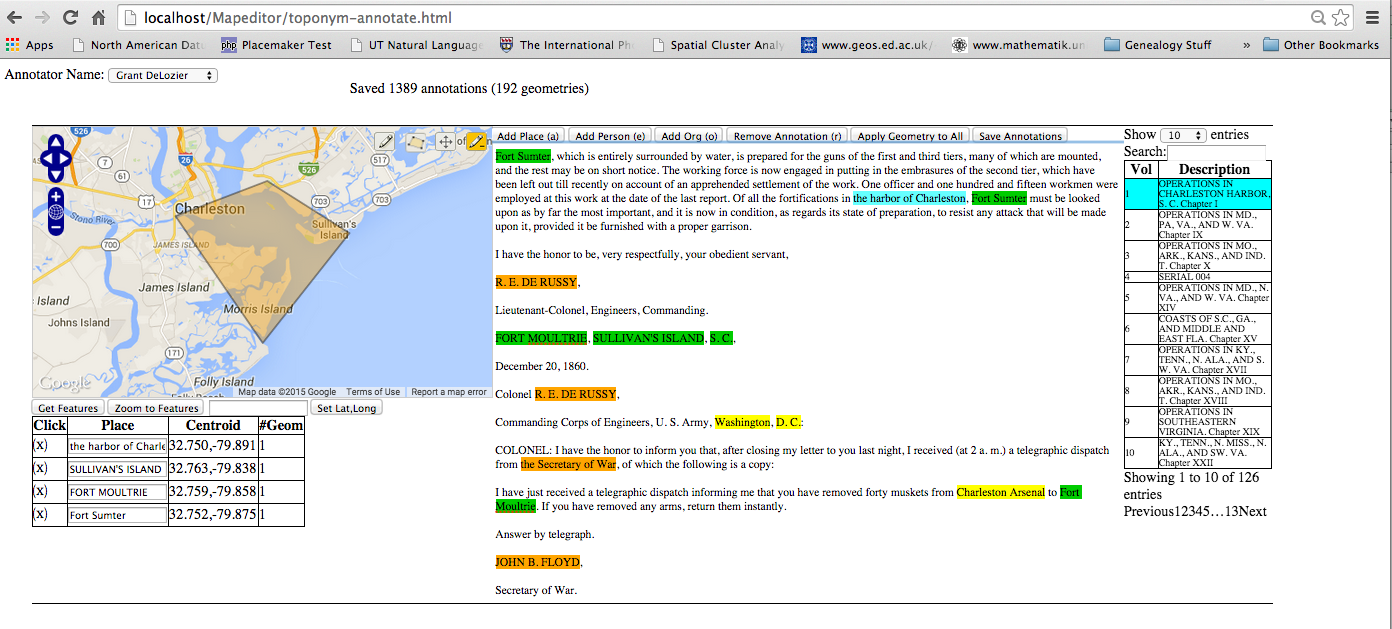 localhost/Mapeditor/toponym-annotate.html
Apps North American Dat php Placemaker Test UT Natural Language The International Ph Spatial Cluster Analy www.geos.ed.ac.uk/ www.mathematik.un Genealogy Stuff » Other Bookmarks
Annotator Name: Grant DeLozier
Saved 1389 annotations (192 geometries)
526
7
61
26
526
517
17
703
703
Charleston
Stono River
Sullivan's
Island
700
JAMES ISLAND
James Island
Island
Morris Island
Johns Island
171
Folly Island
Google
Map data ©2015 Google Terms of Use Report a map error
Get Features Zoom to Features Set Lat,Long
Click Place Centroid #Geom
(x) the harbor of Charle 32.750,-79.891 1
(x) SULLIVAN'S ISLAND 32.763,-79.838 1
(x) FORT MOULTRIE 32.759,-79.858 1
(x) Fort Sumter 32.752,-79.875 1
Add Place (a) Add Person (e) Add Org (o) Remove Annotation (r) Apply Geometry to All Save Annotations
Fort Sumter, which is entirely surrounded by water, is prepared for the guns of the first and third tiers, many of which are mounted,
and the rest may be on short notice. The working force is now engaged in putting in the embrasures of the second tier, which have
been left out till recently on account of an apprehended settlement of the work. One officer and one hundred and fifteen workmen were
employed at this work at the date of the last report. Of all the fortifications in the harbor of Charleston, Fort Sumter must be looked
upon as by far the most important, and it is now in condition, as regards its state of preparation, to resist any attack that will be made
upon it, provided it be furnished with a proper garrison.
I have the honor to be, very respectfully, your obedient servant,
R. E. DE RUSSY,
Lieutenant-Colonel, Engineers, Commanding.
FORT MOULTRIE, SULLIVAN'S ISLAND, S. C.,
December 20, 1860.
Colonel R. E. DE RUSSY,
Commanding Corps of Engineers, U. S. Army, Washington, D. C.:
COLONEL: I have the honor to inform you that, after closing my letter to you last night, I received (at 2 a. m.) a telegraphic dispatch
from the Secretary of War, of which the following is a copy:
I have just received a telegraphic dispatch informing me that you have removed forty muskets from Charleston Arsenal to Fort
Moultrie. If you have removed any arms, return them instantly.
Answer by telegraph.
JOHN B. FLOYD,
Secretary of War.
Show 10 entries
Search:
Vol Description
1 OPERATIONS IN
CHARLESTON HARBOR,
S. C. Chapter I
2 OPERATIONS IN MD.,
PA, VA., AND W. VA.
Chapter IX
3 OPERATIONS IN MO.,
ARK., KANS., AND IND.
T. Chapter X
4 SERIAL 004
5 OPERATIONS IN MD., N.
VA., AND W. VA. Chapter
XIV
6 COASTS OF S.C., GA.,
AND MIDDLE AND
EAST FLA. Chapter XV
7 OPERATIONS IN KY.,
TENN., N. ALA., AND S.
W. VA. Chapter XVII
8 OPERATIONS IN MO.,
AKR., KANS., AND IND.
T. Chapter XVIII
9 OPERATIONS IN
SOUTHEASTERN
VIRGINIA. Chapter XIX
10 KY., TENN., N. MISS., N.
ALA., AND SW. VA.
Chapter XXII
Showing 1 to 10 of 126
entries
Previous12345…13Next